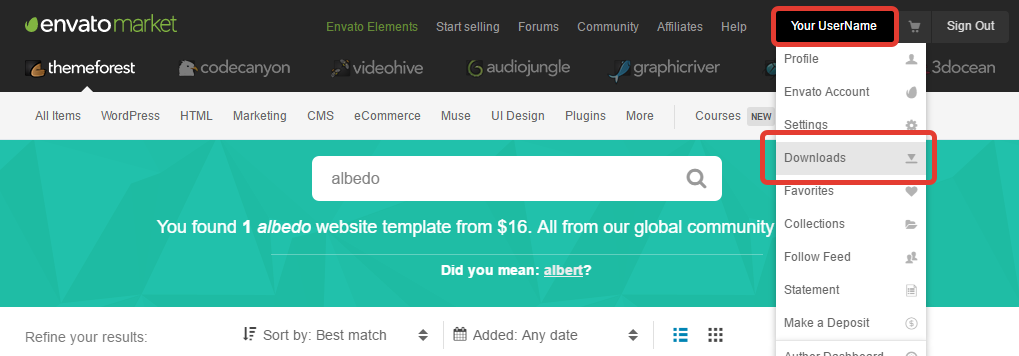 envatomarket
Envato Elements Start selling Forums Community Affiliates Help Your UserName Sign Out
themeforest codecanyon videohive audiojungle graphicriver 3docean
Profile
Envato Account
Settings
Downloads
Favorites
Collections
Follow Feed
Statement
Make a Deposit
Author Dashboard
All Items WordPress HTML Marketing CMS eCommerce Muse UI Design Plugins More Courses NEW
albedo
You found 1 albedo website template from $16. All from our global community
Did you mean: albert?
Refine your results: Sort by: Best match Added: Any date